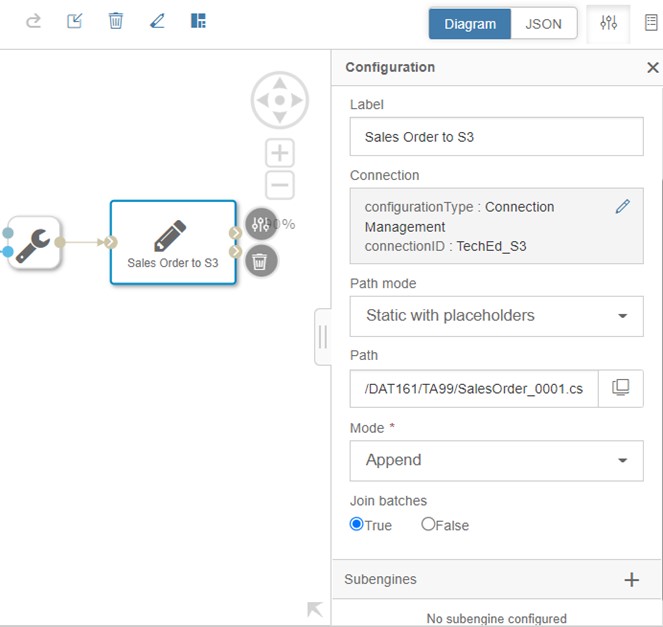 Diagram
JSON
Configuration
Label
Sales Order to S3
Connection
configurationType : Connection
Management
connectionID : TechEd_S3
Path mode
Static with placeholders
Path
/DAT161/TA99/SalesOrder_0001.cs
Mode *
Append
Join batches
True
False
Subengines
No subengine configured
Sales Order to S3
0%